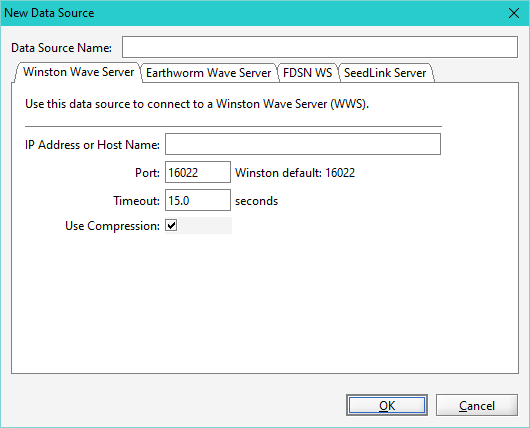 New Data Source
Data Source Name:
Winston Wave Server Earthworm Wave Server FDSN WS SeedLink Server
Use this data source to connect to a Winston Wave Server (WWS).
IP Address or Host Name:
Port: 16022 Winston default: 16022
Timeout: 15.0 seconds
Use Compression:
OK Cancel